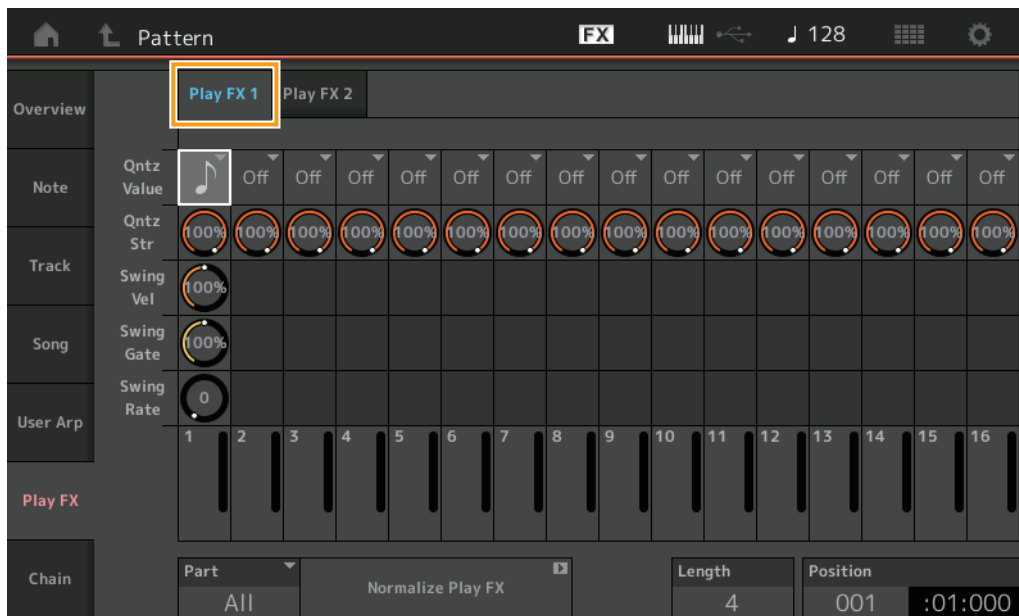 Pattern FX ♩ 128
Overview
Note
Track
Song
User Arp
Play FX
Chain
Play FX 1 Play FX 2
Qntz
Value
Off Off Off Off Off Off Off Off Off Off Off Off Off Off Off
Qntz
Str
100% 100% 100% 100% 100% 100% 100% 100% 100% 100% 100% 100% 100% 100% 100% 100%
Swing
Vel
100%
Swing
Gate
100%
Swing
Rate
0
1 2 3 4 5 6 7 8 9 10 11 12 13 14 15 16
Part
All
Normalize Play FX
Length
4
Position
001 :01:000